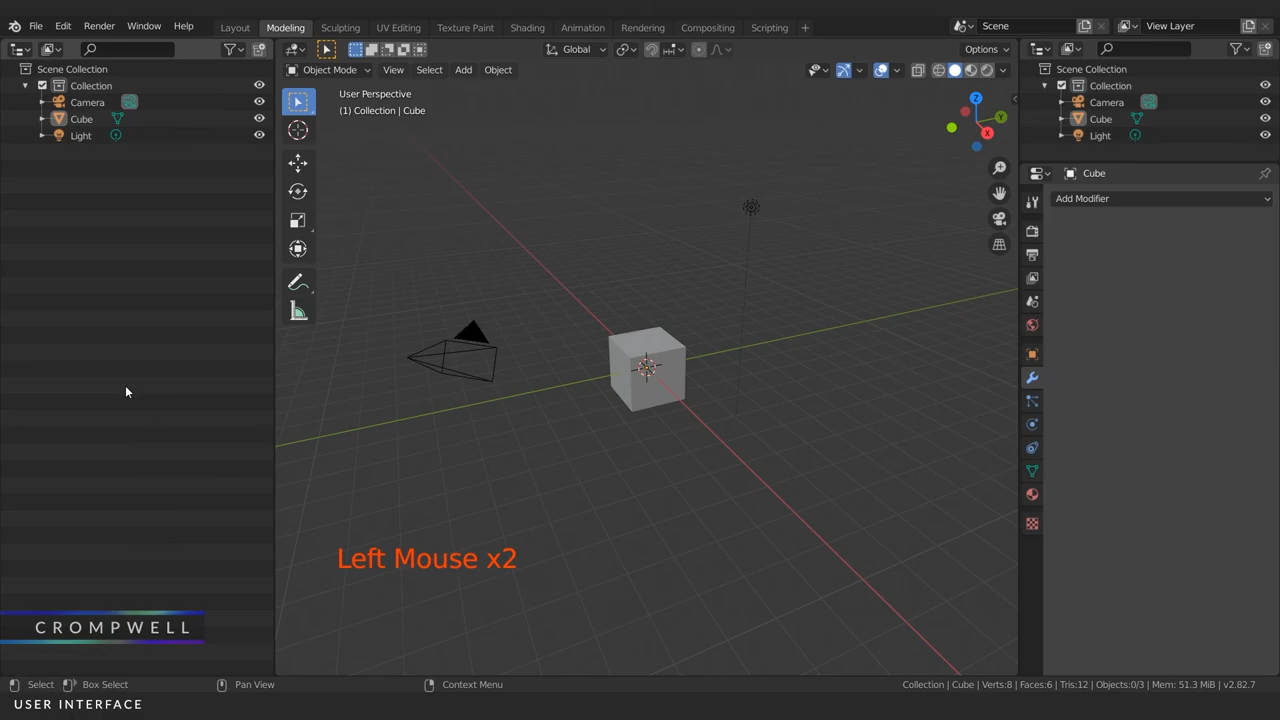 File Edit Render Window Help Layout Modeling Sculpting UV Editing Texture Paint Shading Animation Rendering Compositing Scripting + Scene View Layer
Global Options
Object Mode View Select Add Object
Scene Collection
Collection
Camera
Cube
Light
User Perspective
(1) Collection | Cube
Z
Y
X
Scene Collection
Collection
Camera
Cube
Light
Cube
Add Modifier
Left Mouse x2
CROMPWELL
Select Box Select Pan View Context Menu Collection | Cube | Verts:8 | Faces:6 | Tris:12 | Objects:0/3 | Mem: 51.3 MiB | v2.82.7
USER INTERFACE